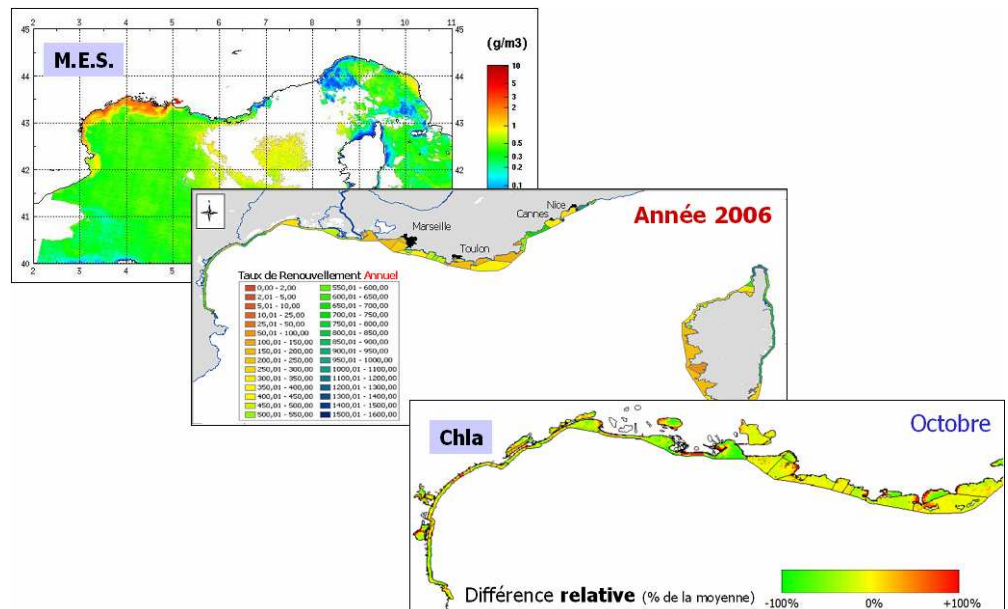 2 3 4 5 6 7 8 9 10 11
45 45
M.E.S.
(g/m3)
44 44
43 43
42 42
41
40
2 3 4 5
10
5
3
1
0.5
0.3
0.1
Année 2006
Nice
Cannes
Marseille
Toulon
Taux de Renouvellement Annuel
0,00 - 2,00 550,01 - 600,00
2,01 - 5,00 600,01 - 650,00
5,01 - 10,00 650,01 - 700,00
10,01 - 25,00 700,01 - 750,00
25,01 - 50,00 750,01 - 800,00
50,01 - 100,00 800,01 - 850,00
100,01 - 150,00 850,01 - 900,00
150,01 - 200,00 900,01 - 950,00
200,01 - 250,00 950,01 - 1000,00
250,01 - 300,00 1000,01 - 1100,00
300,01 - 350,00 1100,01 - 1200,00
350,01 - 400,00 1200,01 - 1300,00
400,01 - 450,00 1300,01 - 1400,00
450,01 - 500,00 1400,01 - 1500,00
500,01 - 550,00 1500,01 - 1600,00
Chla
Octobre
Différence relative (% de la moyenne)
-100% 0% +100%